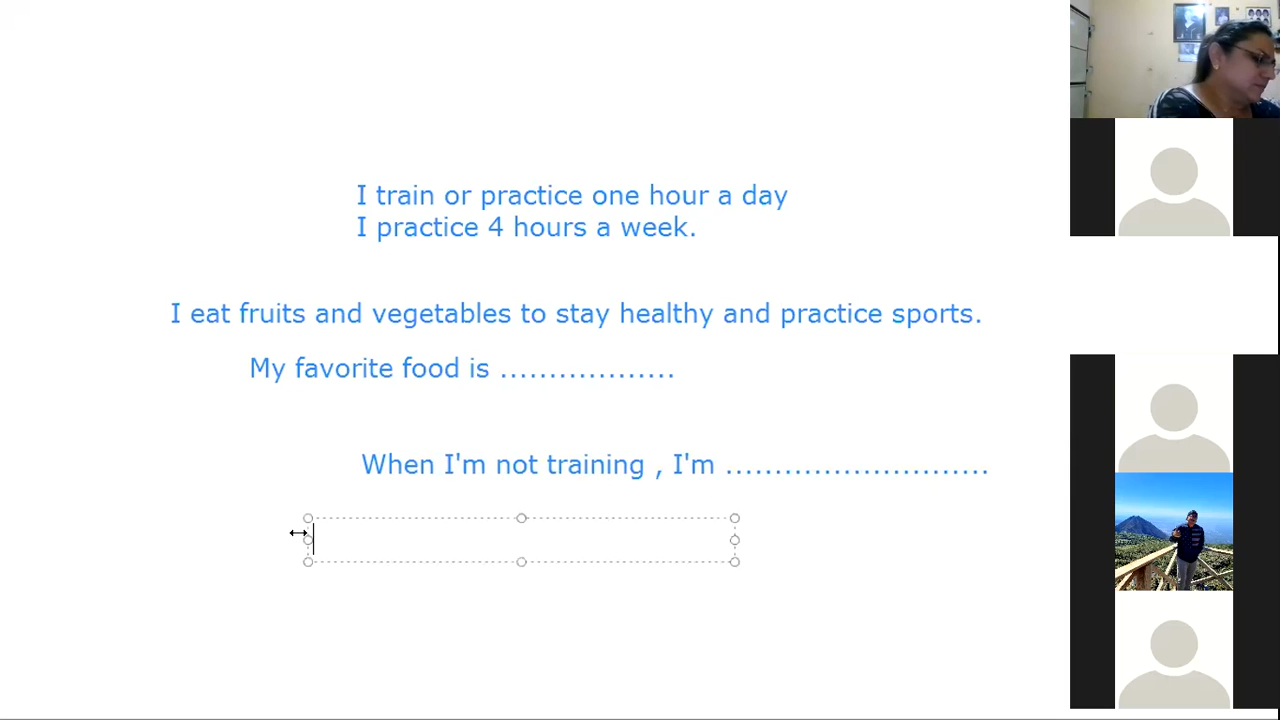 I train or practice one hour a day
I practice 4 hours a week.
I eat fruits and vegetables to stay healthy and practice sports.
My favorite food is ..................
When I'm not training , I'm ...........................